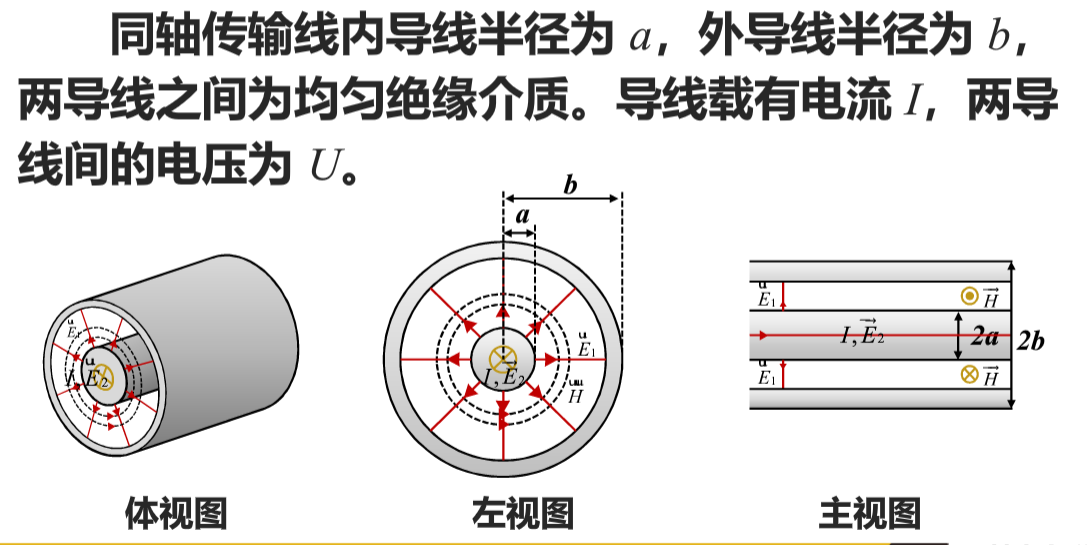 同轴传输线内导线半径为 a，外导线半径为 b，
两导线之间为均匀绝缘介质。导线载有电流 I，两导
线间的电压为 U。
b
a
E₁
I, E₂
E₁
I, E₂
H
E₁
H
I, E₂
2a
2b
E₁
H
体视图
左视图
主视图